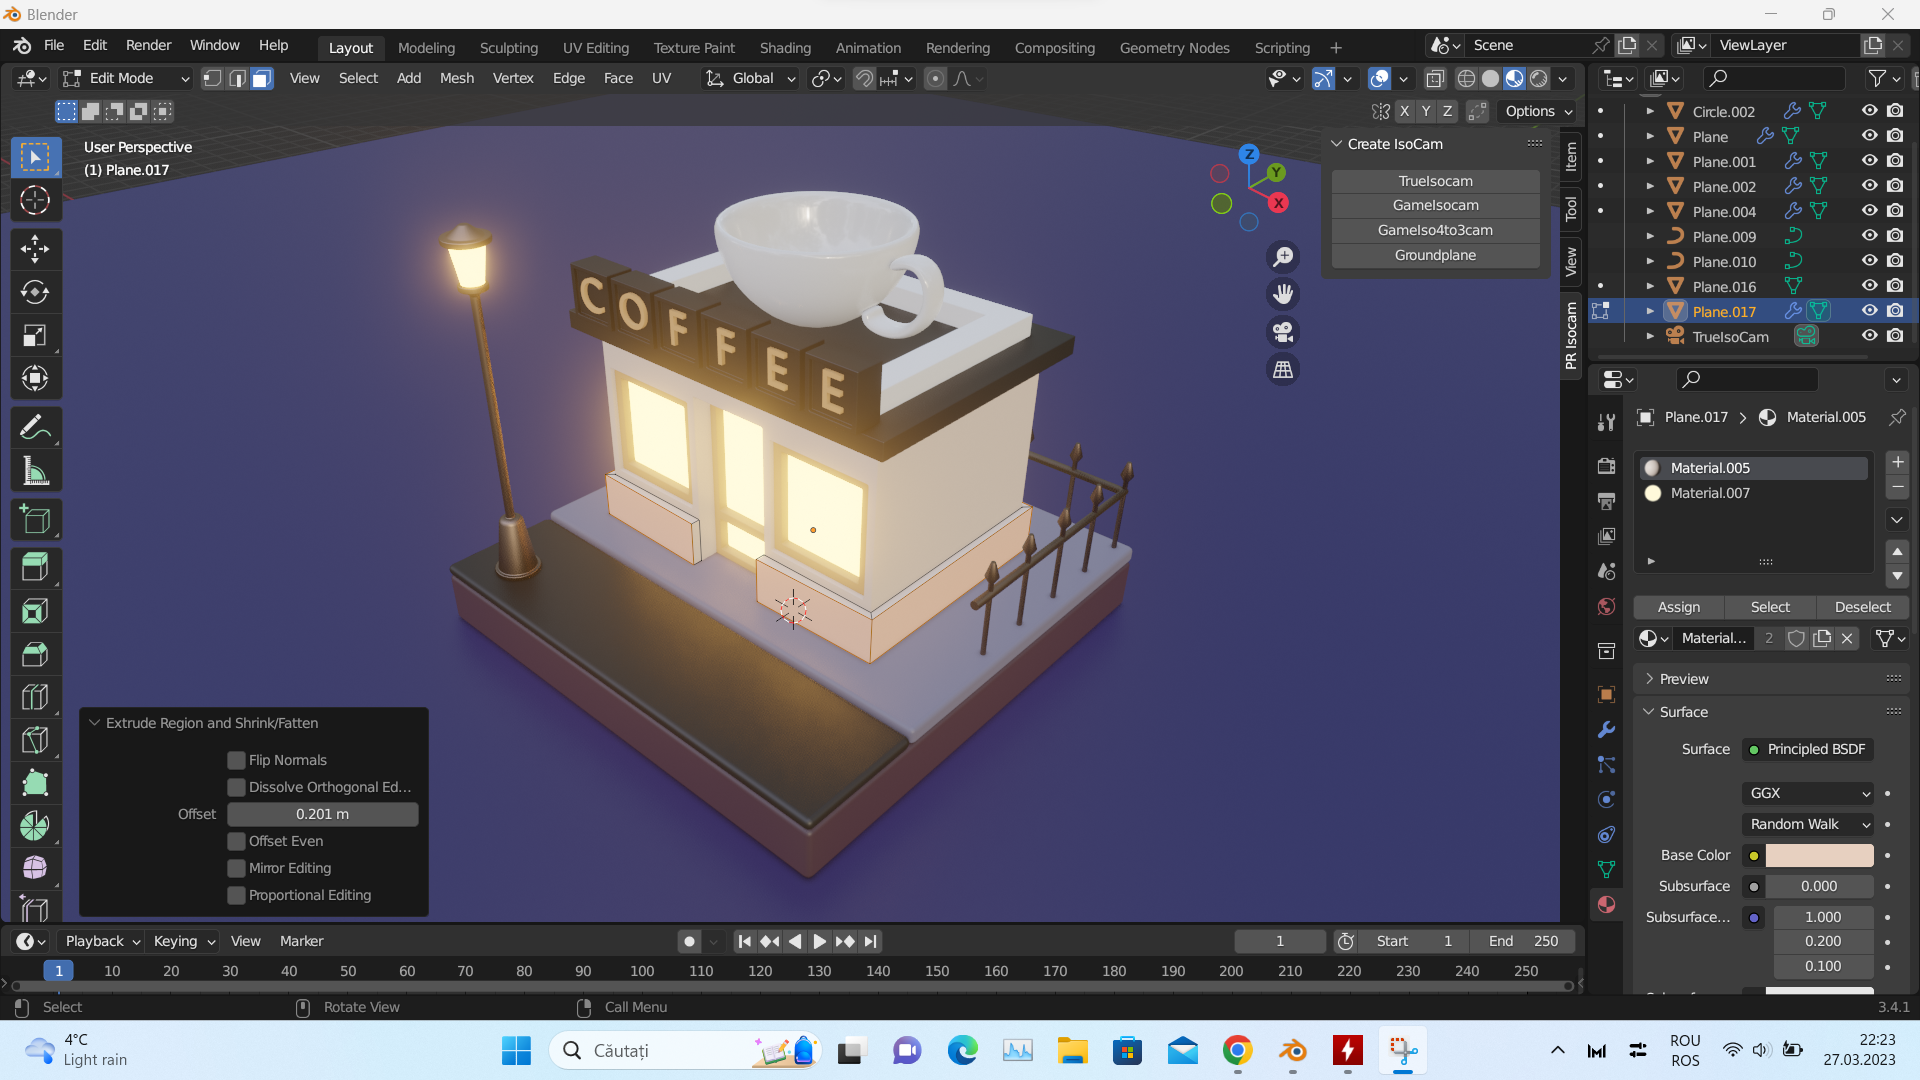 Blender
File Edit Render Window Help
Layout Modeling Sculpting UV Editing Texture Paint Shading Animation Rendering Compositing Geometry Nodes Scripting +
Scene
ViewLayer
Edit Mode
View Select Add Mesh Vertex Edge Face UV
Global
X Y Z
Options
User Perspective
(1) Plane.017
Z
Y
X
Create IsoCam
TrueIsocam
GameIsocam
GameIso4to3cam
Groundplane
Item
Tool
View
PR Isocam
COFFEE
Circle.002
Plane
Plane.001
Plane.002
Plane.004
Plane.009
Plane.010
Plane.016
Plane.017
TrueIsoCam
Plane.017 > Material.005
Material.005
Material.007
Assign Select Deselect
Material... 2
Preview
Surface
Surface Principled BSDF
GGX
Random Walk
Base Color
Subsurface 0.000
Subsurface... 1.000
0.200
0.100
Extrude Region and Shrink/Fatten
Flip Normals
Dissolve Orthogonal Ed...
Offset 0.201 m
Offset Even
Mirror Editing
Proportional Editing
Playback Keying View Marker
1
Start 1
End 250
1 10 20 30 40 50 60 70 80 90 100 110 120 130 140 150 160 170 180 190 200 210 220 230 240 250
Select
Rotate View
Call Menu
3.4.1
4°C
Light rain
Căutați
ROU
ROS
22:23
27.03.2023